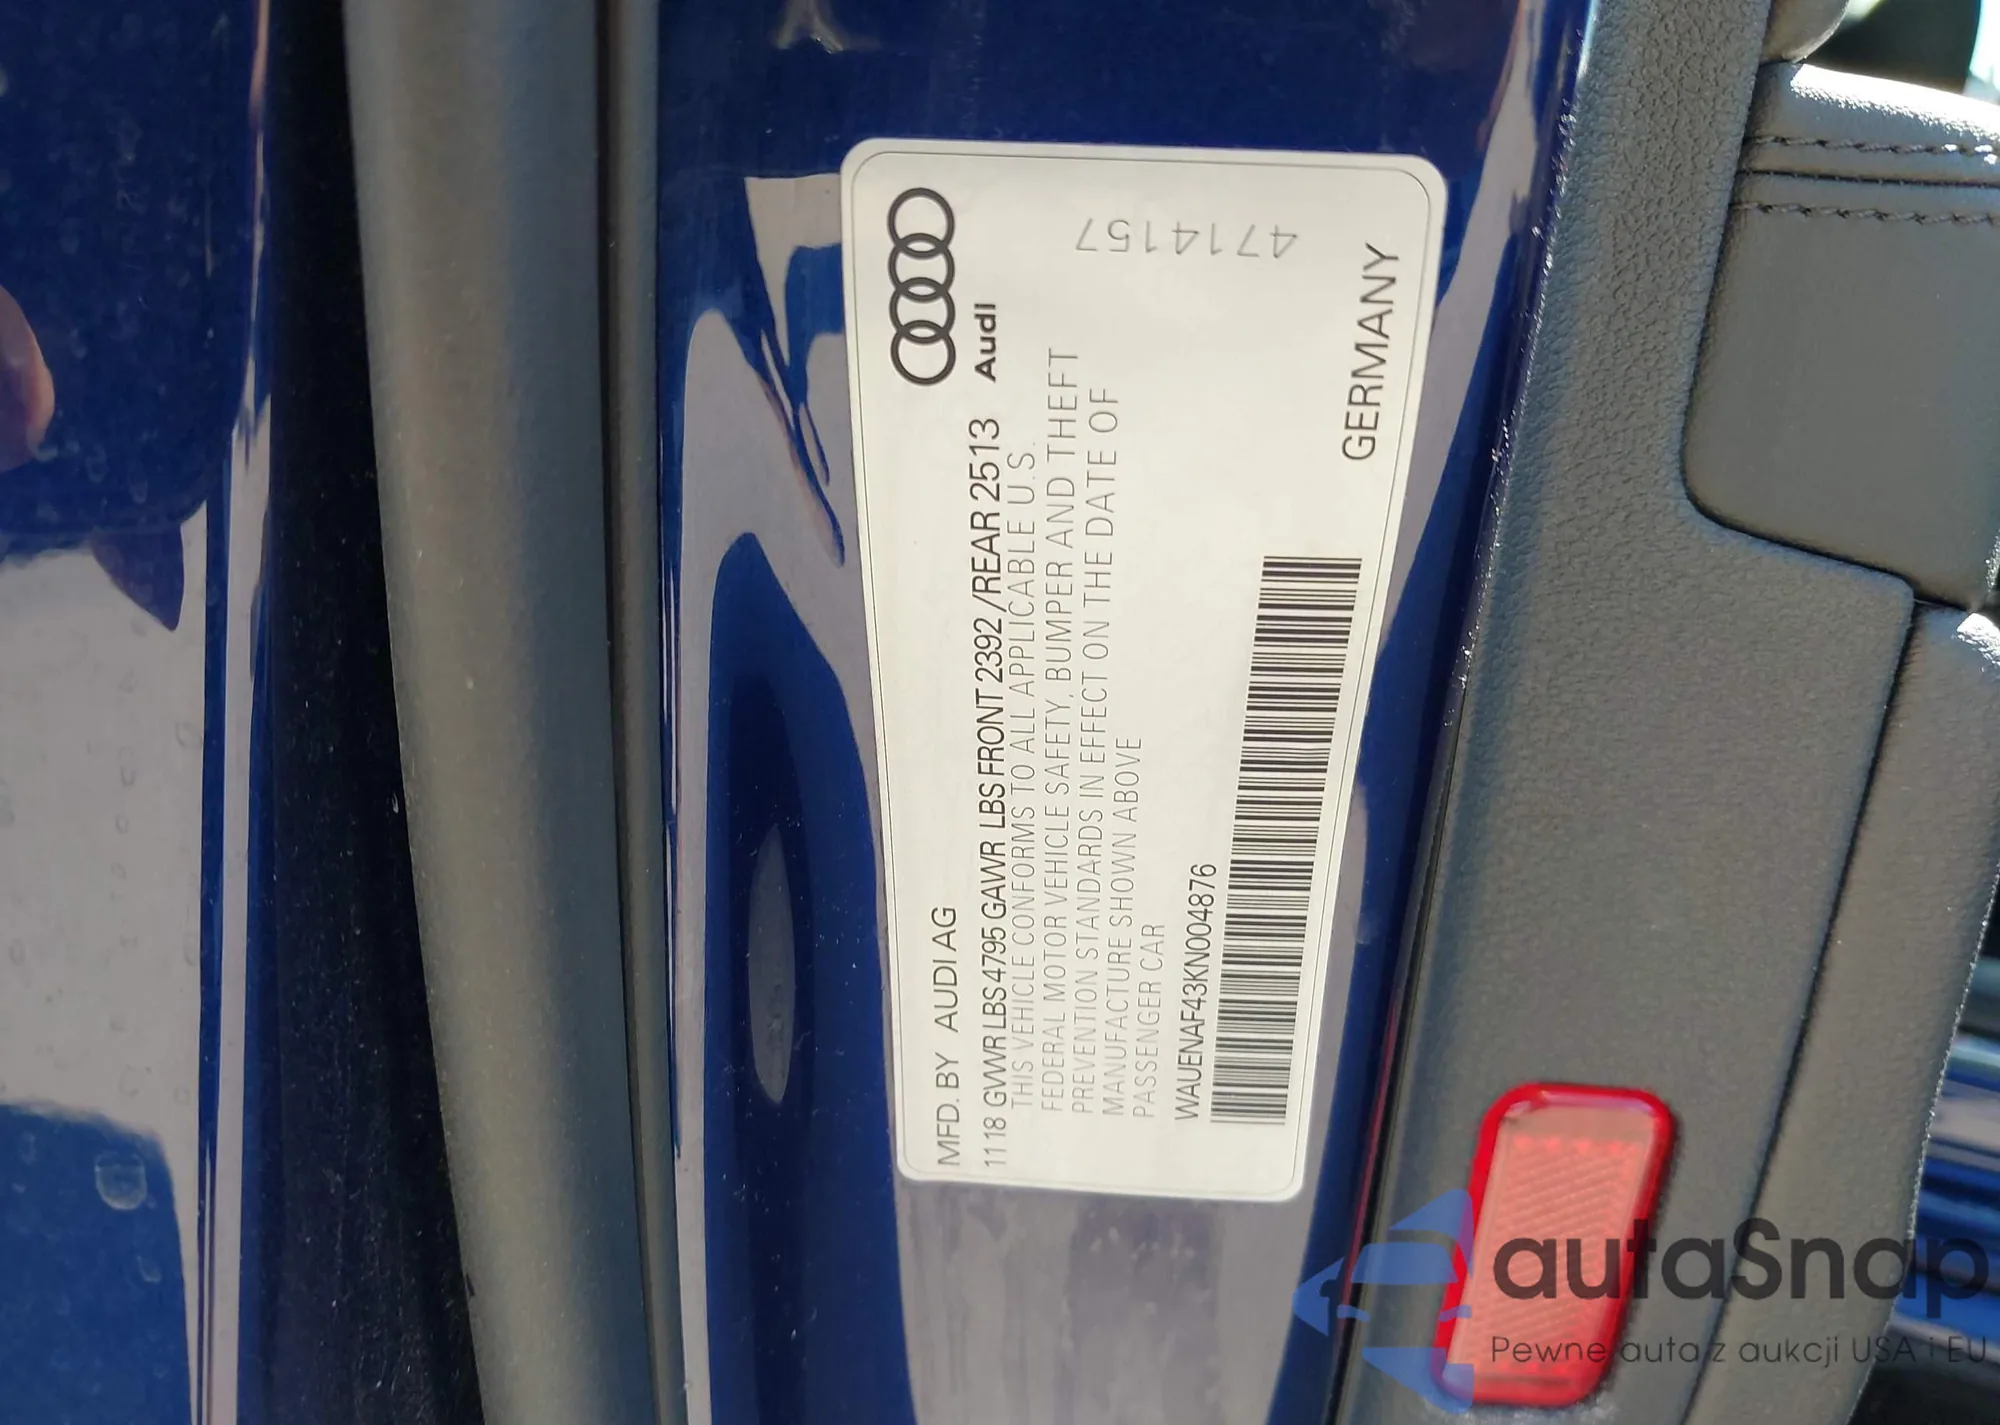 MFD. BY AUDI AG
Audi
11 18 GVWR LBS 4795 GAWR LBS FRONT 2392 /REAR 2513
THIS VEHICLE CONFORMS TO ALL APPLICABLE U.S.
FEDERAL MOTOR VEHICLE SAFETY, BUMPER AND THEFT
PREVENTION STANDARDS IN EFFECT ON THE DATE OF
MANUFACTURE SHOWN ABOVE
PASSENGER CAR
4714157
WAUENAF43KN004876
GERMANY
autaSnap
Pewne auta z aukcji USA i EU